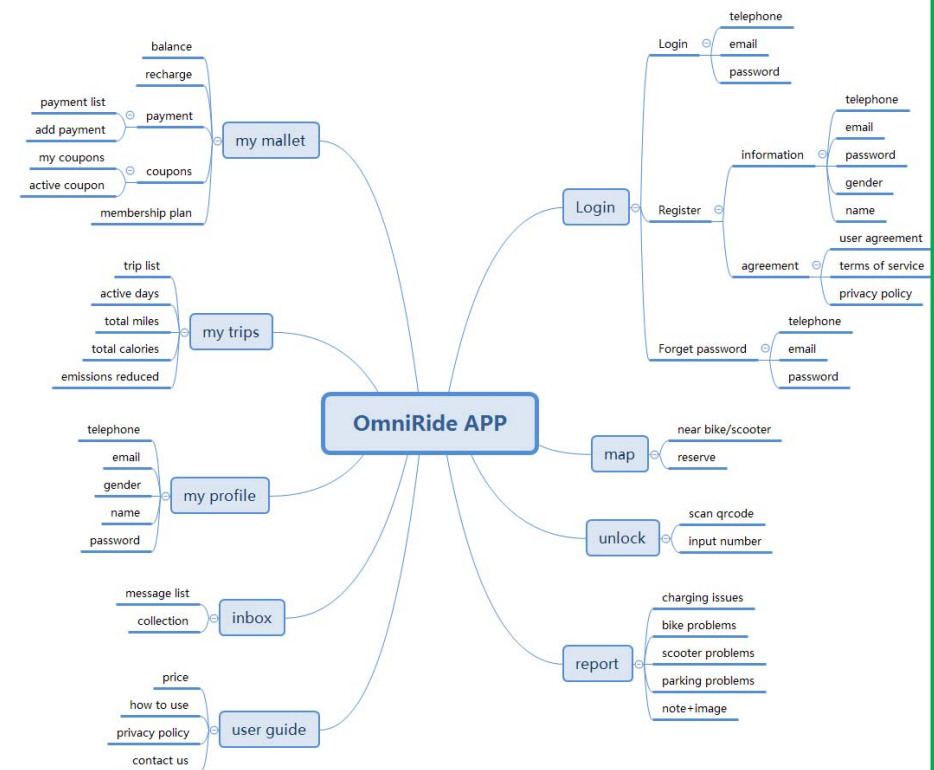 OmniRide APP
Login
Login
telephone
email
password
Register
information
telephone
email
password
gender
name
agreement
user agreement
terms of service
privacy policy
Forget password
telephone
email
password
map
near bike/scooter
reserve
unlock
scan qrcode
input number
report
charging issues
bike problems
scooter problems
parking problems
note+image
my mallet
balance
recharge
payment
payment list
add payment
coupons
my coupons
active coupon
membership plan
my trips
trip list
active days
total miles
total calories
emissions reduced
my profile
telephone
email
gender
name
password
inbox
message list
collection
user guide
price
how to use
privacy policy
contact us